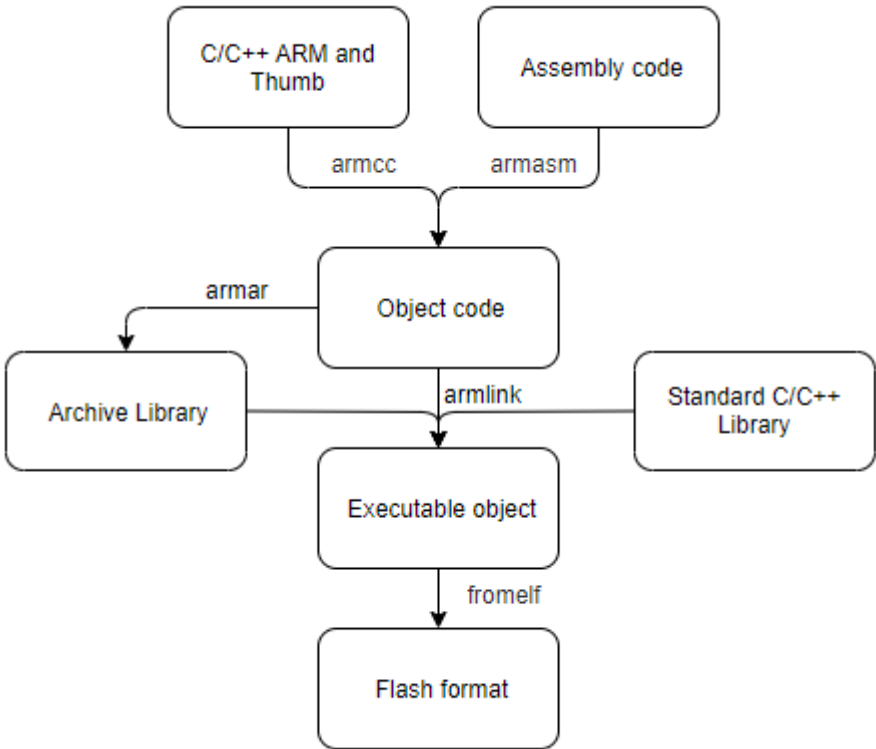 C/C++ ARM and
Thumb
Assembly code
armcc
armasm
armar
Object code
armlink
Archive Library
Standard C/C++
Library
Executable object
fromelf
Flash format